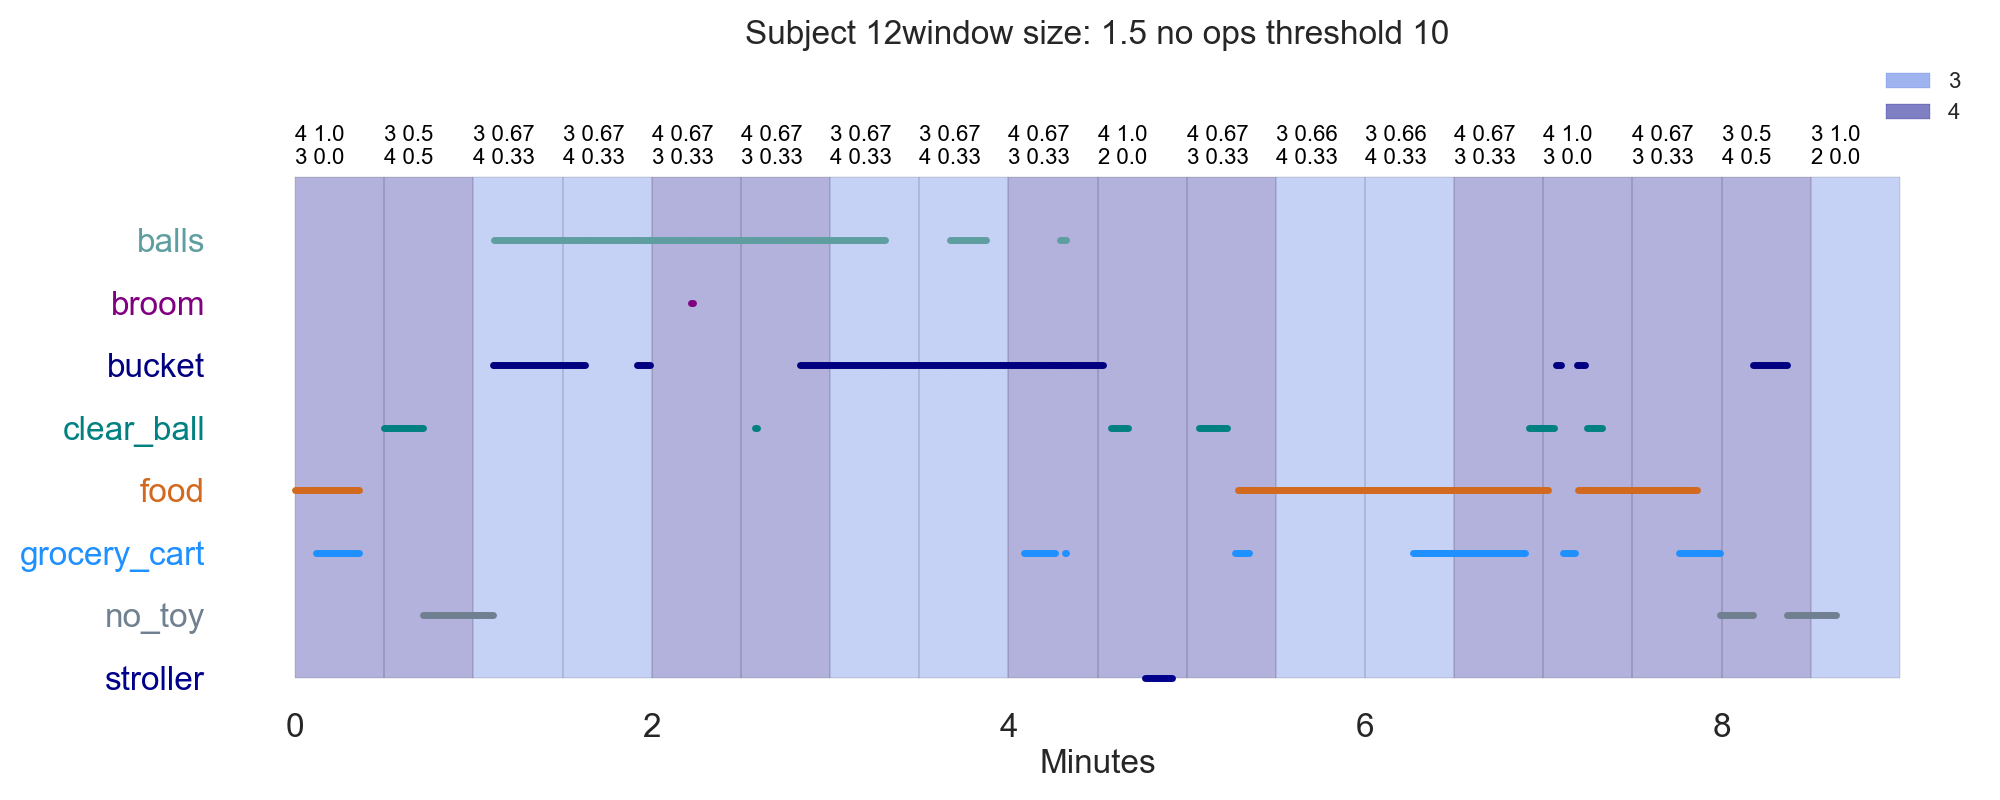 Subject 12window size: 1.5 no ops threshold 10
3
4
4 1.0 3 0.5 3 0.67 3 0.67 4 0.67 4 0.67 3 0.67 3 0.67 4 0.67 4 1.0 4 0.67 3 0.66 3 0.66 4 0.67 4 1.0 4 0.67 3 0.5 3 1.0
3 0.0 4 0.5 4 0.33 4 0.33 3 0.33 3 0.33 4 0.33 4 0.33 3 0.33 2 0.0 3 0.33 4 0.33 4 0.33 3 0.33 3 0.0 3 0.33 4 0.5 2 0.0
balls
broom
bucket
clear_ball
food
grocery_cart
no_toy
stroller
0 2 4 6 8
Minutes